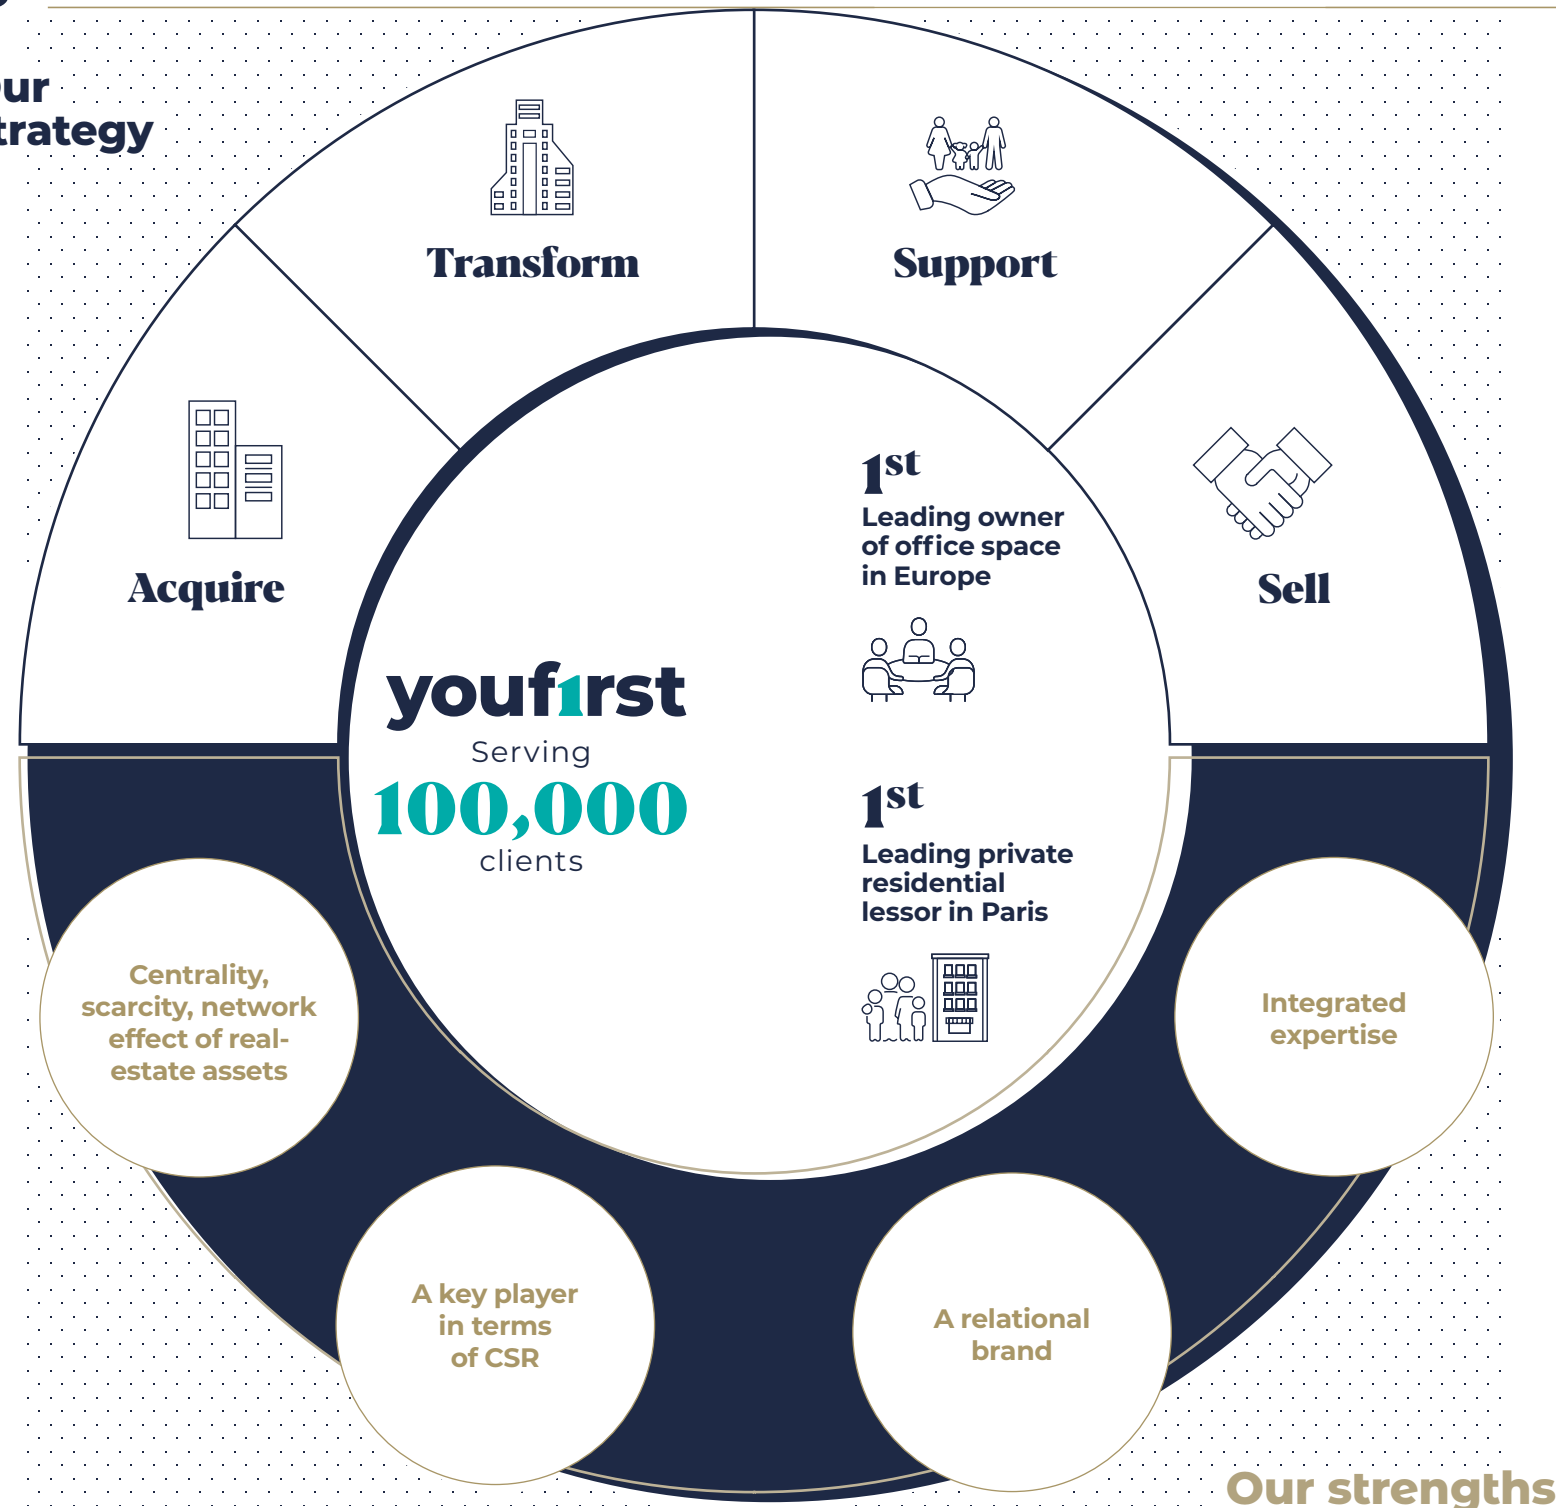 ur
trategy
Transform
Support
Acquire
Sell
1st
Leading owner
of office space
in Europe
youf1rst
Serving
100,000
clients
1st
Leading private
residential
lessor in Paris
Centrality,
scarcity, network
effect of real-
estate assets
Integrated
expertise
A key player
in terms
of CSR
A relational
brand
Our strengths